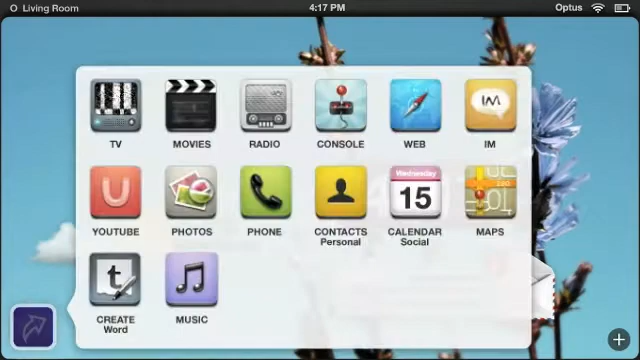 Living Room
4:17 PM
Optus
TV
MOVIES
RADIO
CONSOLE
WEB
IM
IM
U
YOUTUBE
PHOTOS
PHONE
CONTACTS
Personal
Wednesday
15
CALENDAR
Social
MAPS
t
CREATE
Word
MUSIC